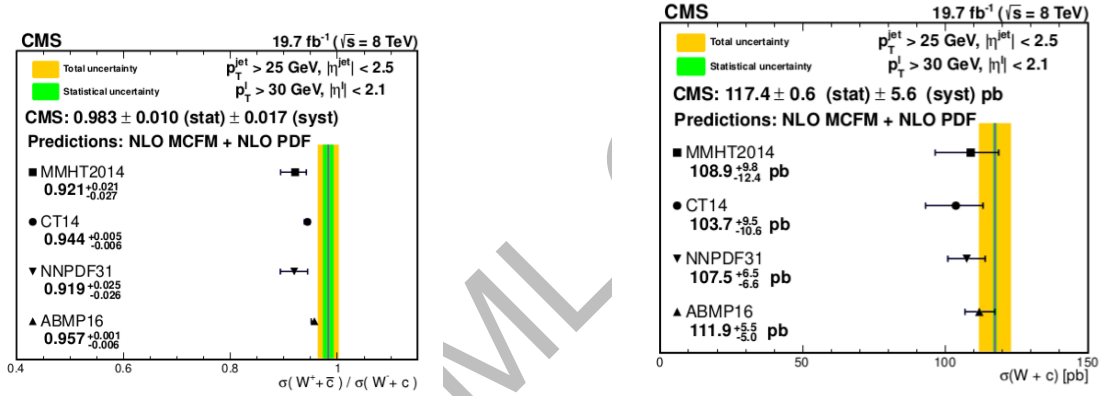 CMS 19.7 fb⁻¹ (√s = 8 TeV)
Total uncertainty p_T^jet > 25 GeV, |η^jet| < 2.5
Statistical uncertainty p_T^l > 30 GeV, |η^l| < 2.1
CMS: 0.983 ± 0.010 (stat) ± 0.017 (syst)
Predictions: NLO MCFM + NLO PDF
MMHT2014
0.921 +0.021 -0.027
CT14
0.944 +0.005 -0.006
NNPDF31
0.919 +0.025 -0.026
ABMP16
0.957 +0.001 -0.006
0.4 0.6 0.8 1
σ( W⁺+c̅ ) / σ( W⁻+ c )
CMS 19.7 fb⁻¹ (√s = 8 TeV)
Total uncertainty p_T^jet > 25 GeV, |η^jet| < 2.5
Statistical uncertainty p_T^l > 30 GeV, |η^l| < 2.1
CMS: 117.4 ± 0.6 (stat) ± 5.6 (syst) pb
Predictions: NLO MCFM + NLO PDF
MMHT2014
108.9 +9.8 -12.4 pb
CT14
103.7 +9.5 -10.6 pb
NNPDF31
107.5 +6.5 -6.6 pb
ABMP16
111.9 +5.5 -5.0 pb
0 50 100 150
σ(W + c) [pb]